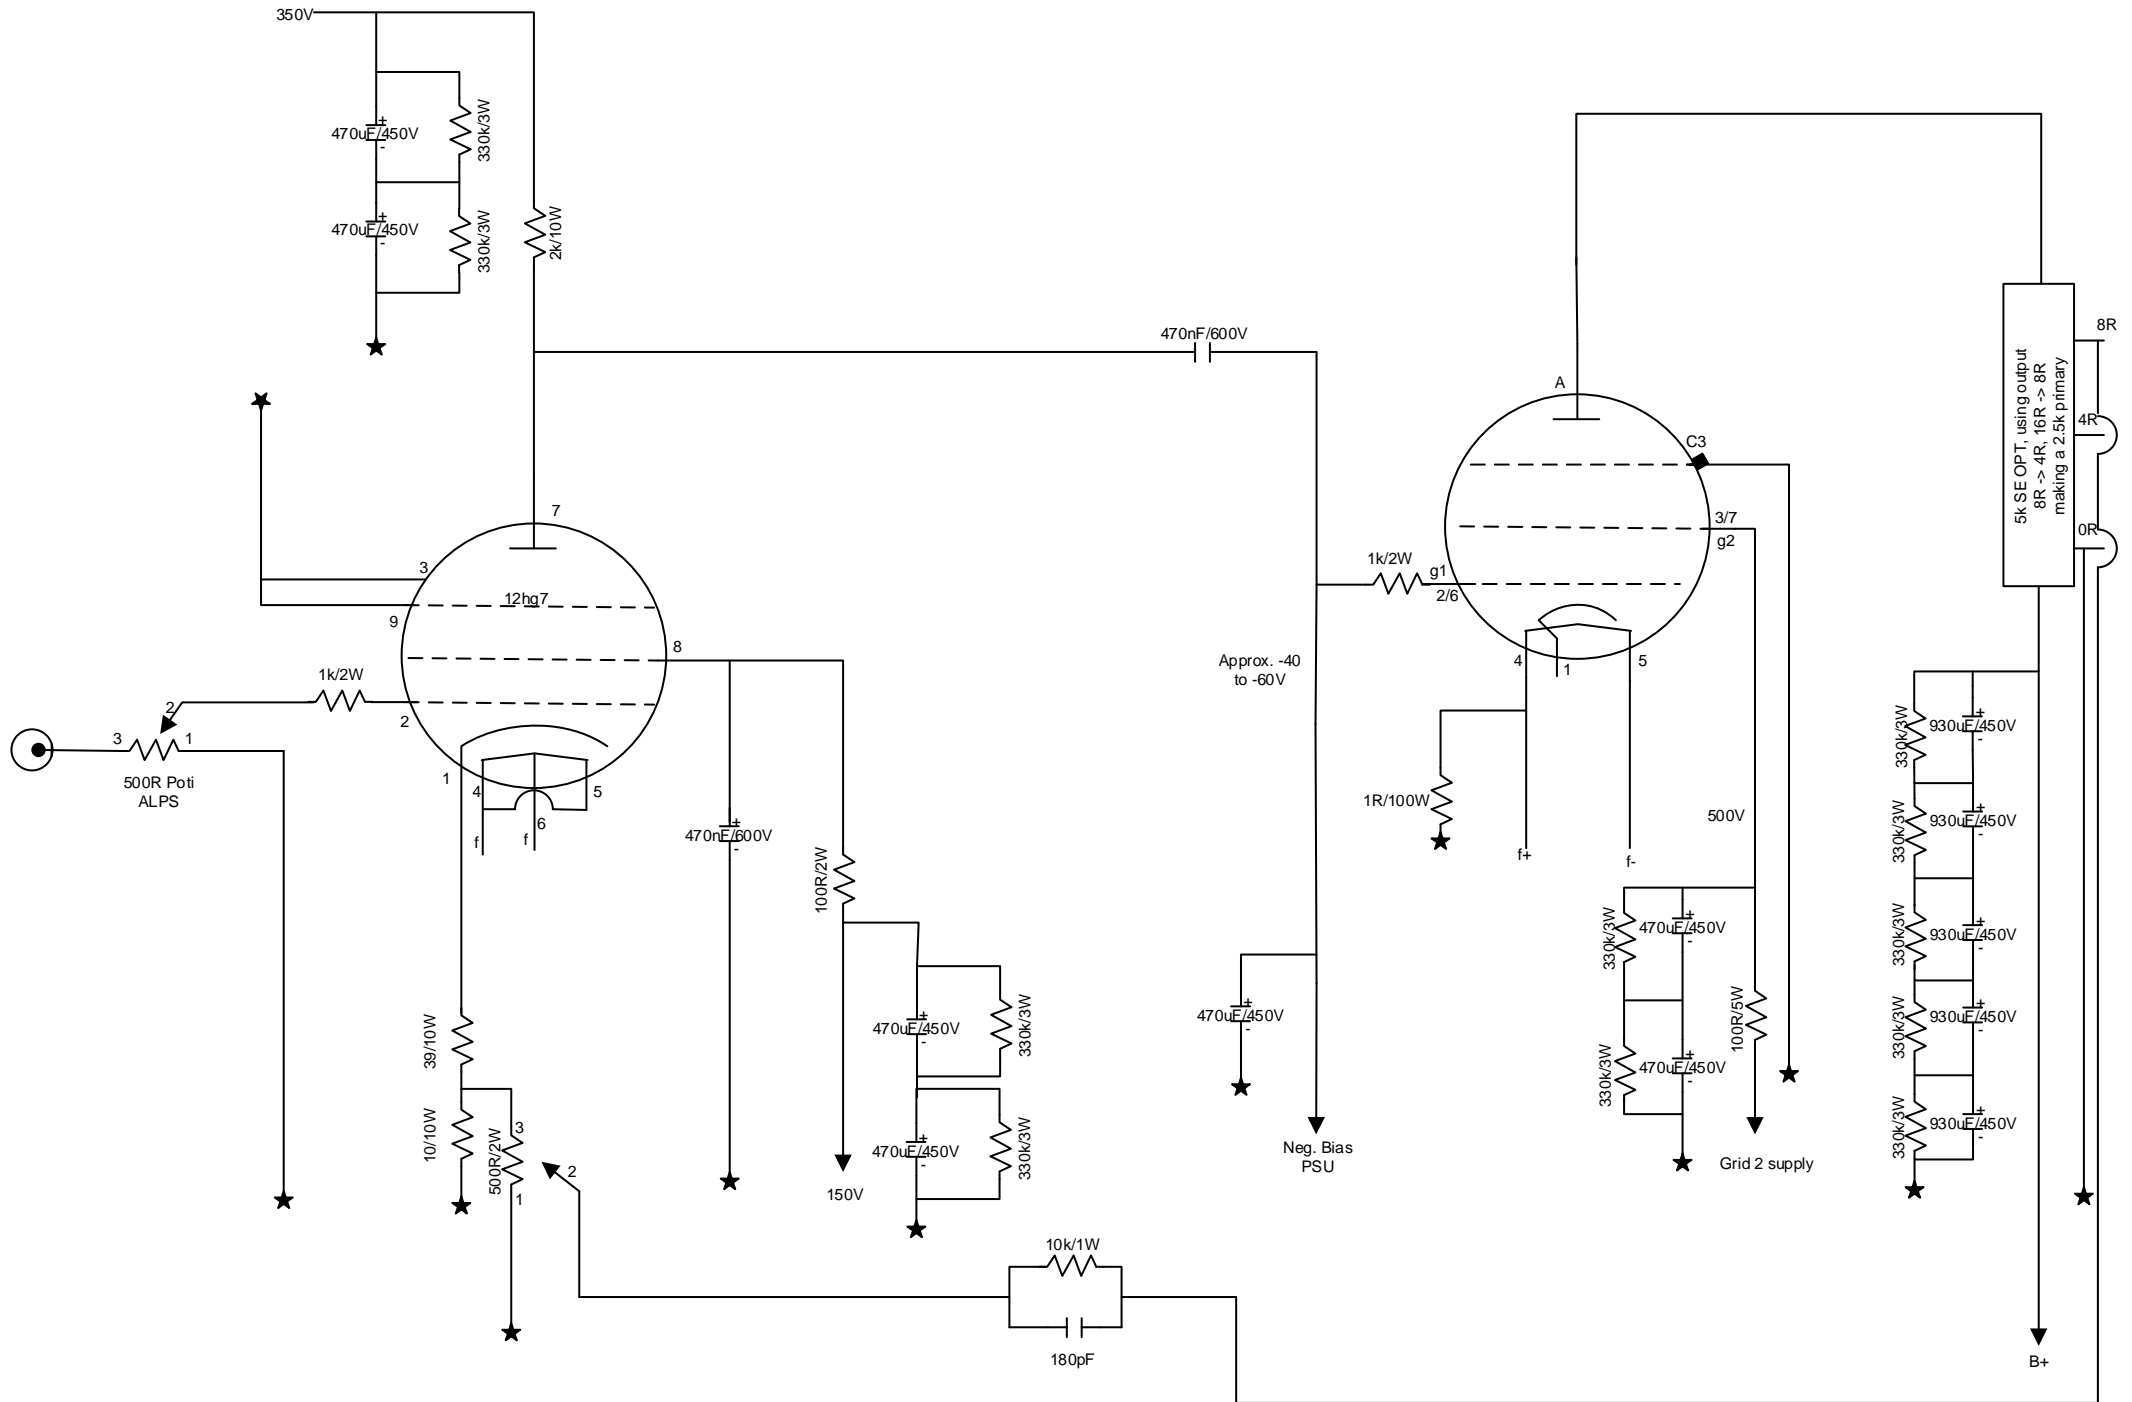 350V
470uF/450V
+
-
330k/3W
470uF/450V
+
-
330k/3W
2k/10W
470nF/600V
7
3
12hg7
9
8
1k/2W
2
2
3
1
500R Poti
ALPS
1
4
5
6
f
f
470nF/600V
+
-
100R/2W
39/10W
10/10W
500R/2W
3
2
1
150V
470uF/450V
+
-
330k/3W
470uF/450V
+
-
330k/3W
10k/1W
180pF
Approx. -40
to -60V
470uF/450V
+
-
Neg. Bias
PSU
1k/2W
g1
2/6
A
C3
3/7
g2
4
1
5
1R/100W
f+
f-
500V
330k/3W
470uF/450V
+
-
330k/3W
470uF/450V
+
-
100R/5W
Grid 2 supply
5k SE OPT, using output
8R -> 4R, 16R -> 8R
making a 2.5k primary
8R
4R
0R
330k/3W
930uF/450V
+
-
330k/3W
930uF/450V
+
-
330k/3W
930uF/450V
+
-
330k/3W
930uF/450V
+
-
330k/3W
930uF/450V
+
-
B+